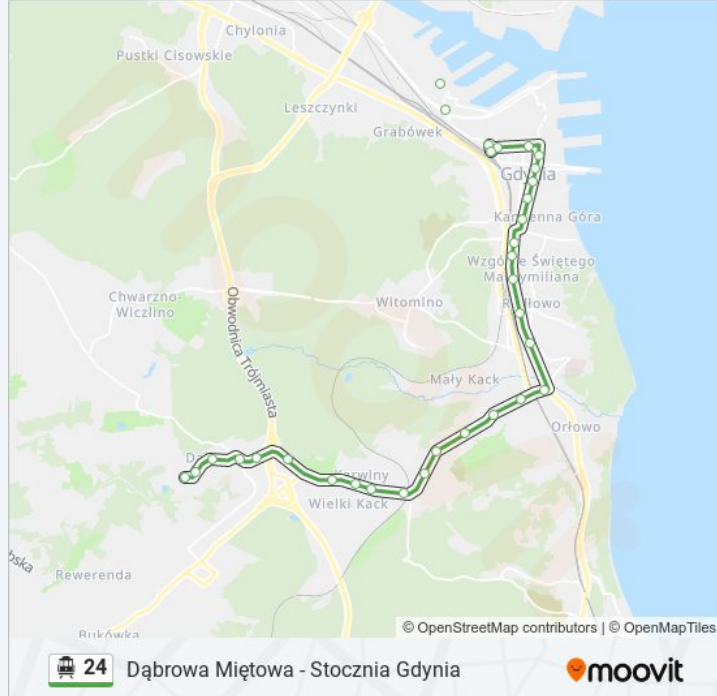 Chylonia
Pustki Cisowskie
Leszczynki
Grabówek
Gdynia
Kamienna Góra
Wzgórze Świętego
Maksymiliana
Chwarzno-
Wiczlino
Witomino
Redłowo
Obwodnica Trójmiasta
Mały Kack
Orłowo
Karwiny
Wielki Kack
Rewerenda
Bukówka
© OpenStreetMap contributors | © OpenMapTiles
24 Dąbrowa Miętowa - Stocznia Gdynia
moovit